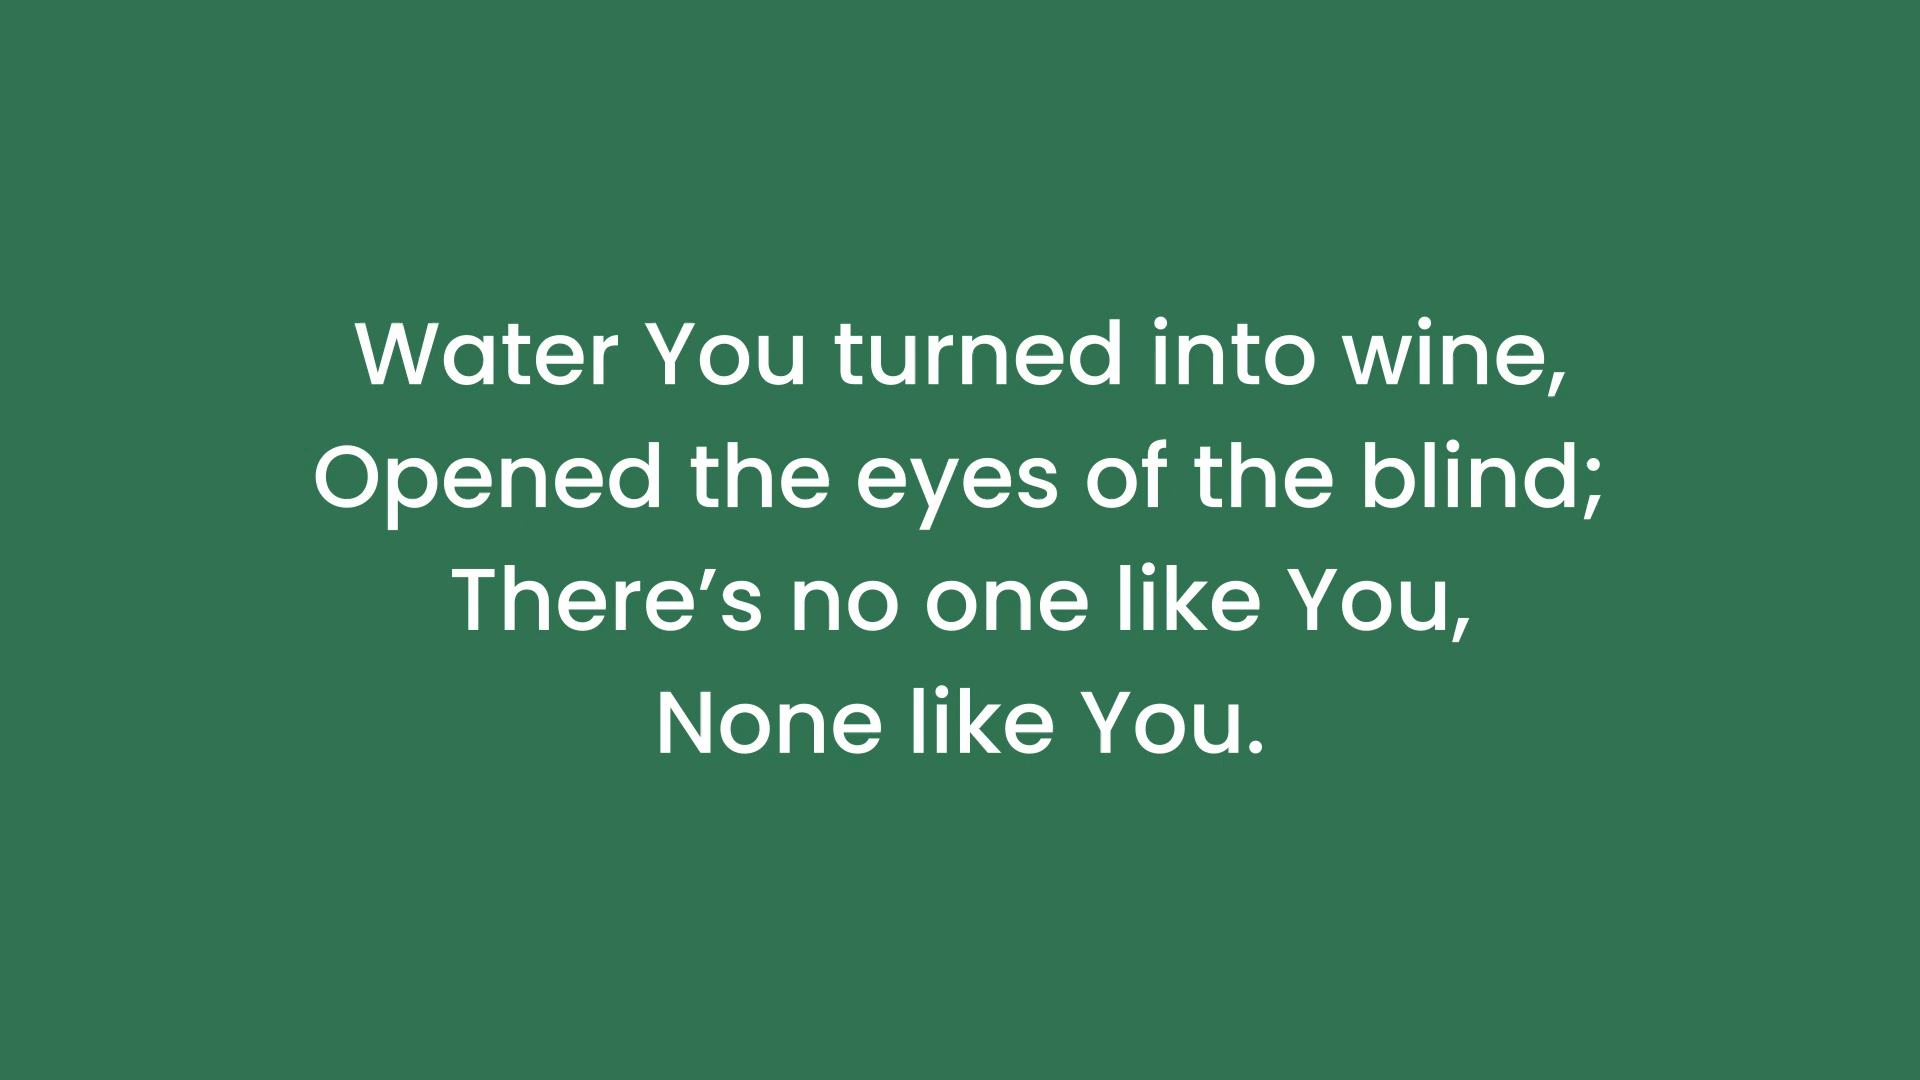 Water You turned into wine,
Opened the eyes of the blind;
There’s no one like You,
None like You.